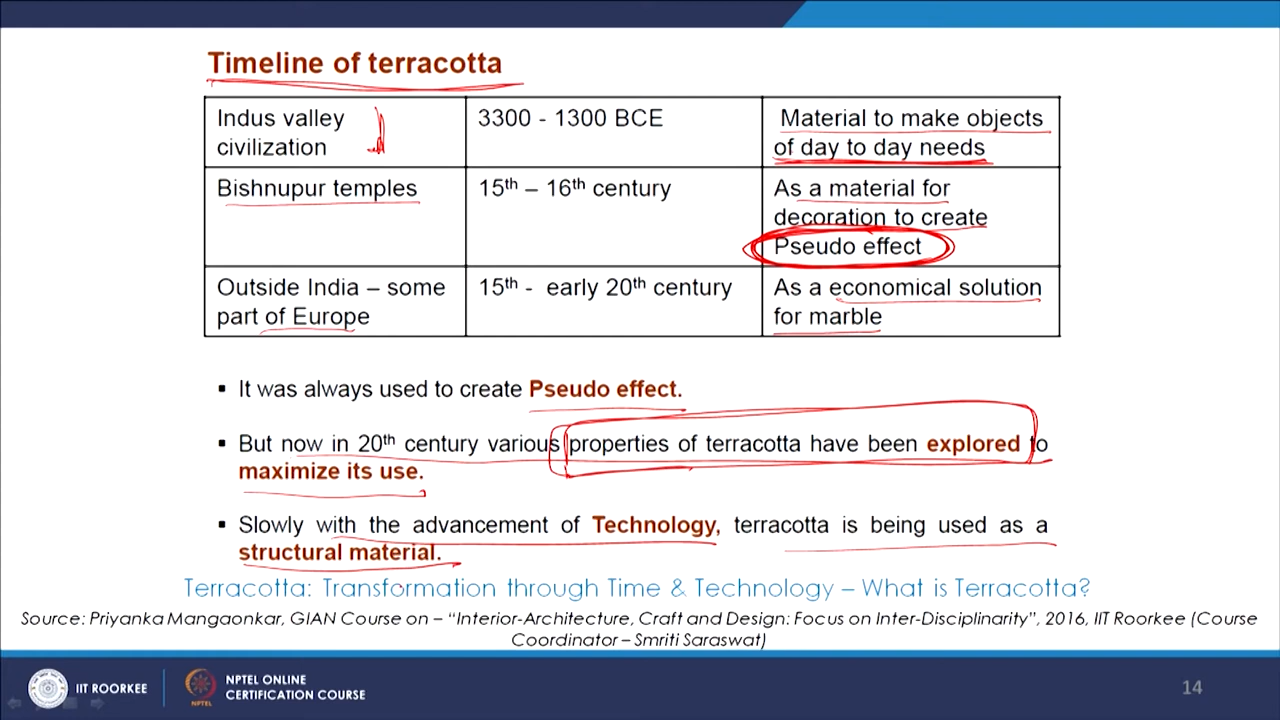 Timeline of terracotta
Indus valley
civilization
3300 - 1300 BCE
Material to make objects
of day to day needs
Bishnupur temples
15th – 16th century
As a material for
decoration to create
Pseudo effect
Outside India – some
part of Europe
15th - early 20th century
As a economical solution
for marble
▪ It was always used to create Pseudo effect.
▪ But now in 20th century various properties of terracotta have been explored to
maximize its use.
▪ Slowly with the advancement of Technology, terracotta is being used as a
structural material.
Terracotta: Transformation through Time & Technology – What is Terracotta?
Source: Priyanka Mangaonkar, GIAN Course on – “Interior-Architecture, Craft and Design: Focus on Inter-Disciplinarity”, 2016, IIT Roorkee (Course
Coordinator – Smriti Saraswat)
IIT ROORKEE
NPTEL
NPTEL ONLINE
CERTIFICATION COURSE
14